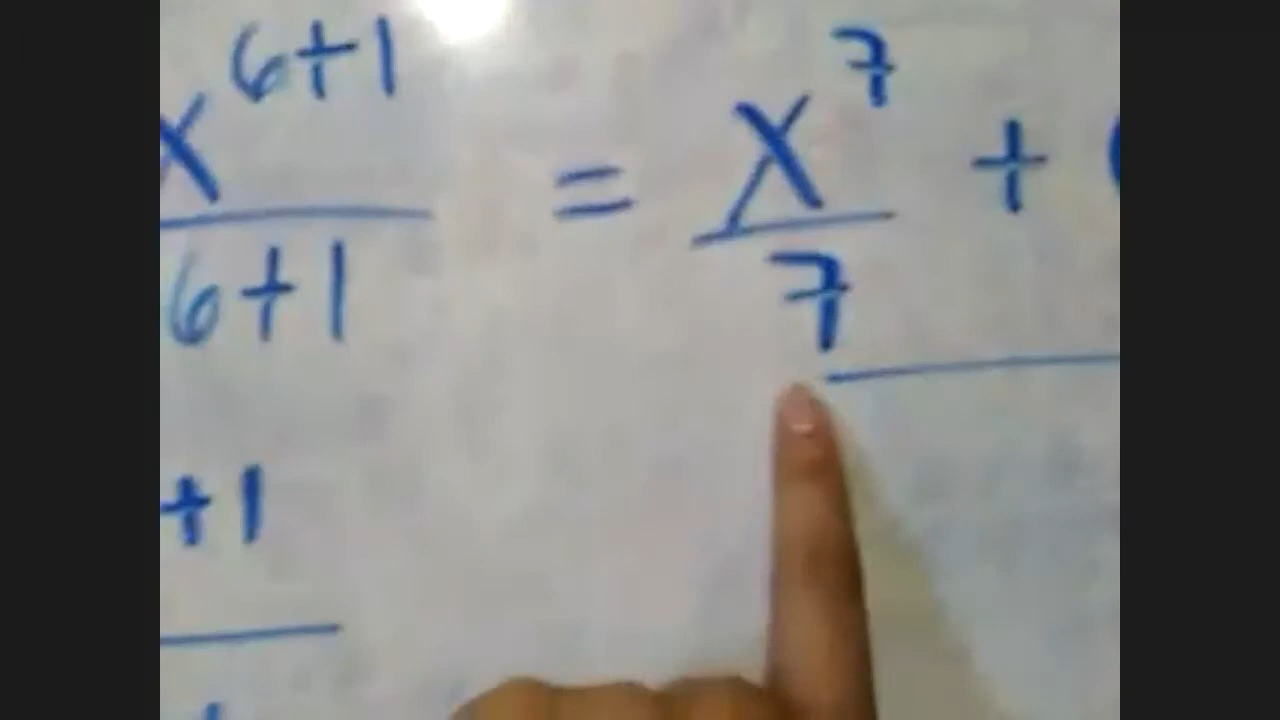 x^{6+1}/6+1 = x^7/7 +
+1